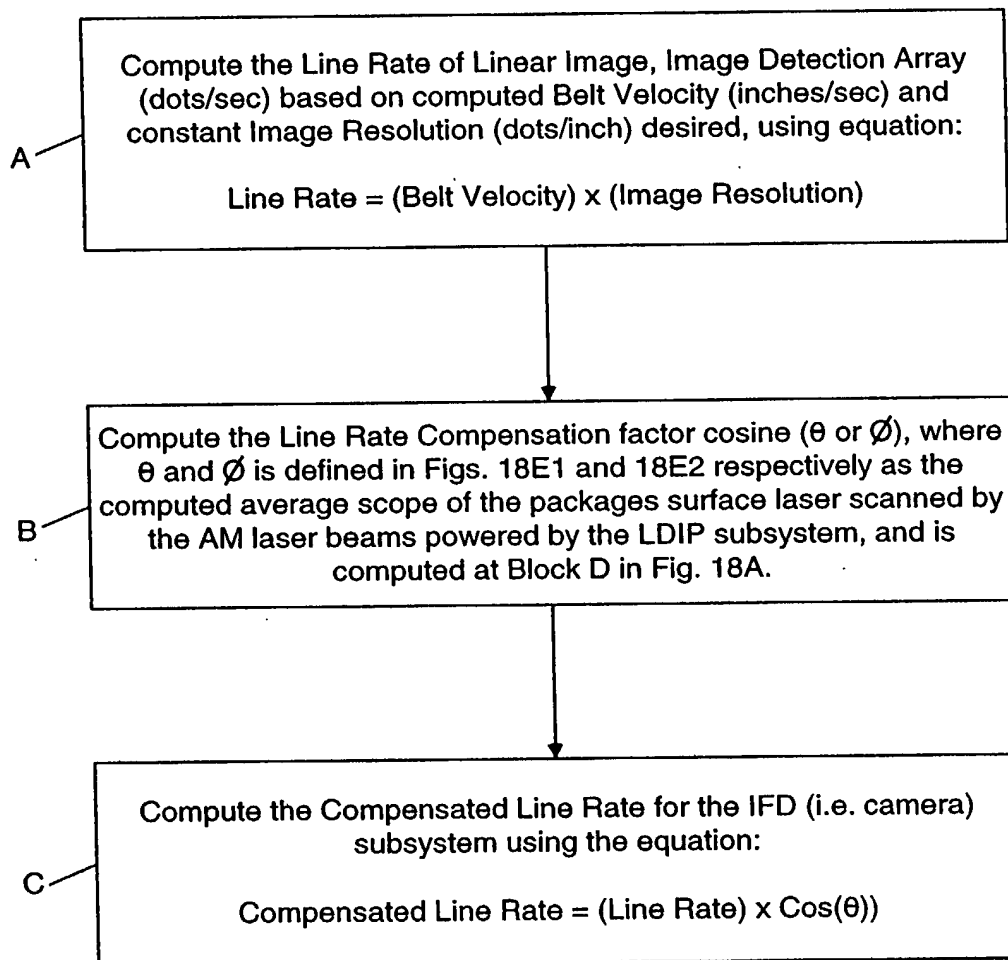 Compute the Line Rate of Linear Image, Image Detection Array
(dots/sec) based on computed Belt Velocity (inches/sec) and
constant Image Resolution (dots/inch) desired, using equation:
A
Line Rate = (Belt Velocity) x (Image Resolution)
Compute the Line Rate Compensation factor cosine (θ or Ø), where
θ and Ø is defined in Figs. 18E1 and 18E2 respectively as the
computed average scope of the packages surface laser scanned by
B
the AM laser beams powered by the LDIP subsystem, and is
computed at Block D in Fig. 18A.
Compute the Compensated Line Rate for the IFD (i.e. camera)
subsystem using the equation:
C
Compensated Line Rate = (Line Rate) x Cos(θ))